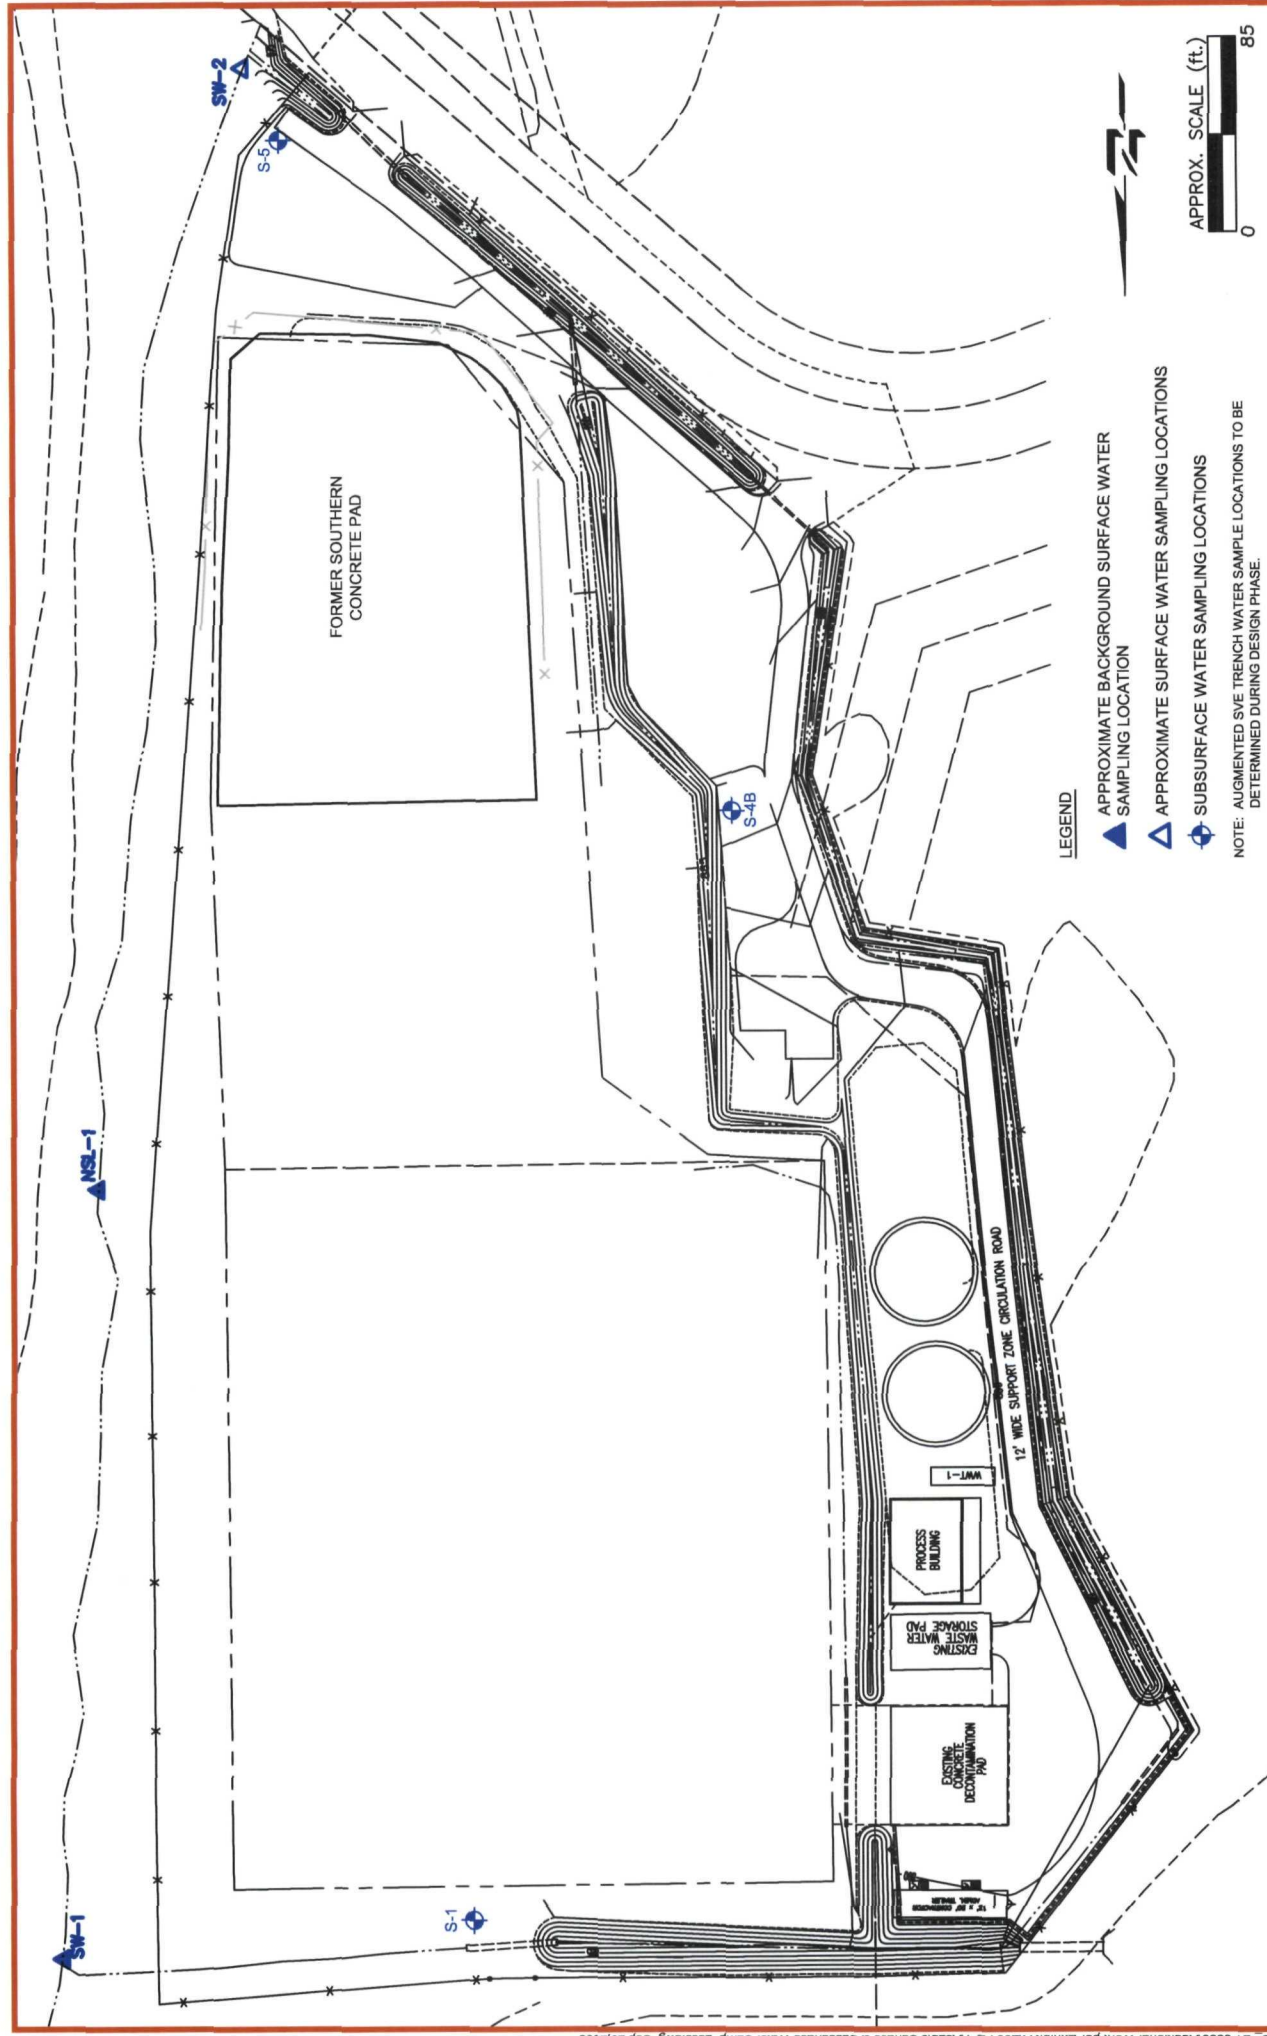 SW-2
S-5
FORMER SOUTHERN
CONCRETE PAD
S-4B
NSL-1
SW-1
S-1
12' WIDE SUPPORT ZONE CIRCULATION ROAD
WWT-1
PROCESS
BUILDING
EXISTING
WASTE WATER
STORAGE PAD
EXISTING
CONCRETE
DECONTAMINATION
PAD
APPROX. SCALE (ft.)
0
85
LEGEND
APPROXIMATE BACKGROUND SURFACE WATER
SAMPLING LOCATION
APPROXIMATE SURFACE WATER SAMPLING LOCATIONS
SUBSURFACE WATER SAMPLING LOCATIONS
NOTE: AUGMENTED SVE TRENCH WATER SAMPLE LOCATIONS TO BE
DETERMINED DURING DESIGN PHASE.